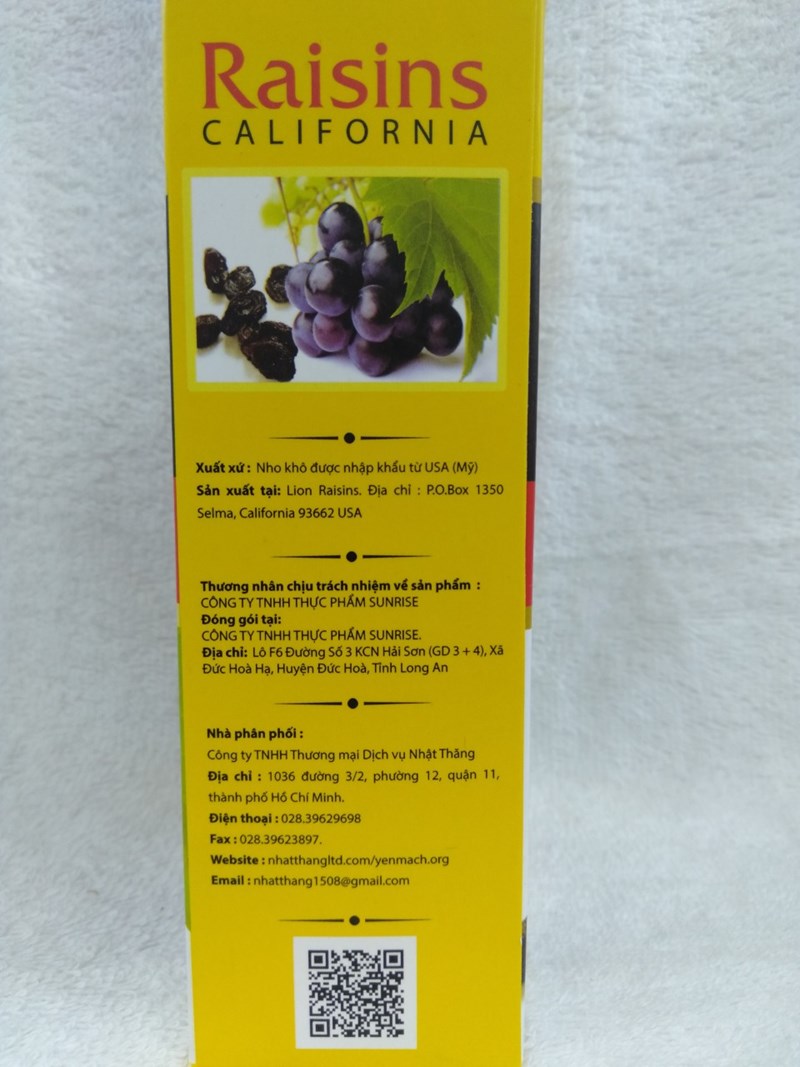 Raisins
CALIFORNIA
Xuất xứ : Nho khô được nhập khẩu từ USA (Mỹ)
Sản xuất tại: Lion Raisins. Địa chỉ : P.O.Box 1350
Selma, California 93662 USA
Thương nhân chịu trách nhiệm về sản phẩm :
CÔNG TY TNHH THỰC PHẨM SUNRISE
Đóng gói tại:
CÔNG TY TNHH THỰC PHẨM SUNRISE.
Địa chỉ: Lô F6 Đường Số 3 KCN Hải Sơn (GD 3 + 4), Xã
Đức Hoà Hạ, Huyện Đức Hoà, Tỉnh Long An
Nhà phân phối :
Công ty TNHH Thương mại Dịch vụ Nhật Thăng
Địa chỉ : 1036 đường 3/2, phường 12, quận 11,
thành phố Hồ Chí Minh.
Điện thoại : 028.39629698
Fax : 028.39623897.
Website : nhatthangltd.com/yenmach.org
Email : nhatthang1508@gmail.com